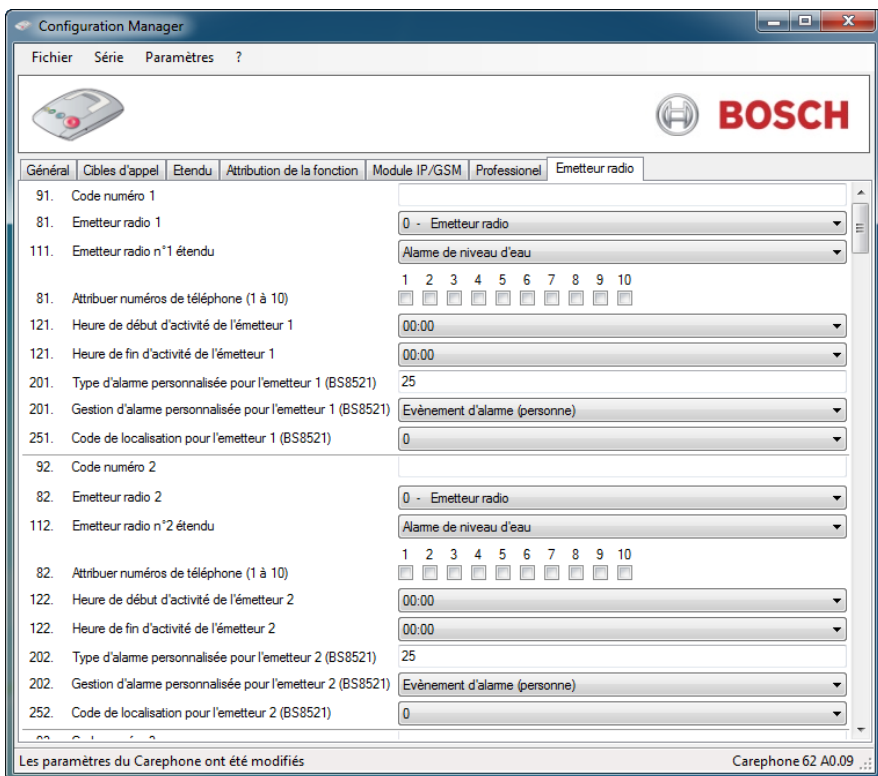 Configuration Manager
Fichier Série Paramètres ?
BOSCH
Général Cibles d'appel Etendu Attribution de la fonction Module IP/GSM Professionel Emetteur radio
91. Code numéro 1
81. Emetteur radio 1 0 - Emetteur radio
111. Emetteur radio n°1 étendu Alarme de niveau d'eau
1 2 3 4 5 6 7 8 9 10
81. Attribuer numéros de téléphone (1 à 10)
121. Heure de début d'activité de l'émetteur 1 00:00
121. Heure de fin d'activité de l'émetteur 1 00:00
201. Type d'alarme personnalisée pour l'emetteur 1 (BS8521) 25
201. Gestion d'alarme personnalisée pour l'emetteur 1 (BS8521) Evènement d'alarme (personne)
251. Code de localisation pour l'emetteur 1 (BS8521) 0
92. Code numéro 2
82. Emetteur radio 2 0 - Emetteur radio
112. Emetteur radio n°2 étendu Alarme de niveau d'eau
1 2 3 4 5 6 7 8 9 10
82. Attribuer numéros de téléphone (1 à 10)
122. Heure de début d'activité de l'émetteur 2 00:00
122. Heure de fin d'activité de l'émetteur 2 00:00
202. Type d'alarme personnalisée pour l'emetteur 2 (BS8521) 25
202. Gestion d'alarme personnalisée pour l'emetteur 2 (BS8521) Evènement d'alarme (personne)
252. Code de localisation pour l'emetteur 2 (BS8521) 0
Les paramètres du Carephone ont été modifiés Carephone 62 A0.09